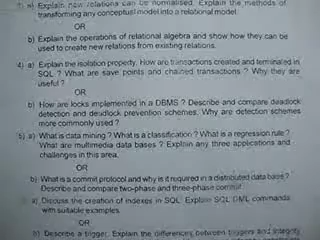 a) Explain how relations can be normalised. Explain the methods of
transforming any conceptual model into a relational model.
OR
b) Explain the operations of relational algebra and show how they can be
used to create new relations from existing relations.
4) a) Explain the isolation property. How are transactions created and terminated in
SQL ? What are save points and chained transactions ? Why they are
useful ?
OR
b) How are locks implemented in a DBMS ? Describe and compare deadlock
detection and deadlock prevention schemes. Why are detection schemes
more commonly used ?
5) a) What is data mining ? What is a classification ? What is a regression rule ?
What are multimedia data bases ? Explain any three applications and
challenges in this area.
OR
b) What is a commit protocol and why is it required in a distributed data base ?
Describe and compare two-phase and three-phase commit
a) Discuss the creation of indexes in SQL. Explain SQL DML commands
with suitable examples.
OR
b) Describe a trigger. Explain the differences between triggers and integrity